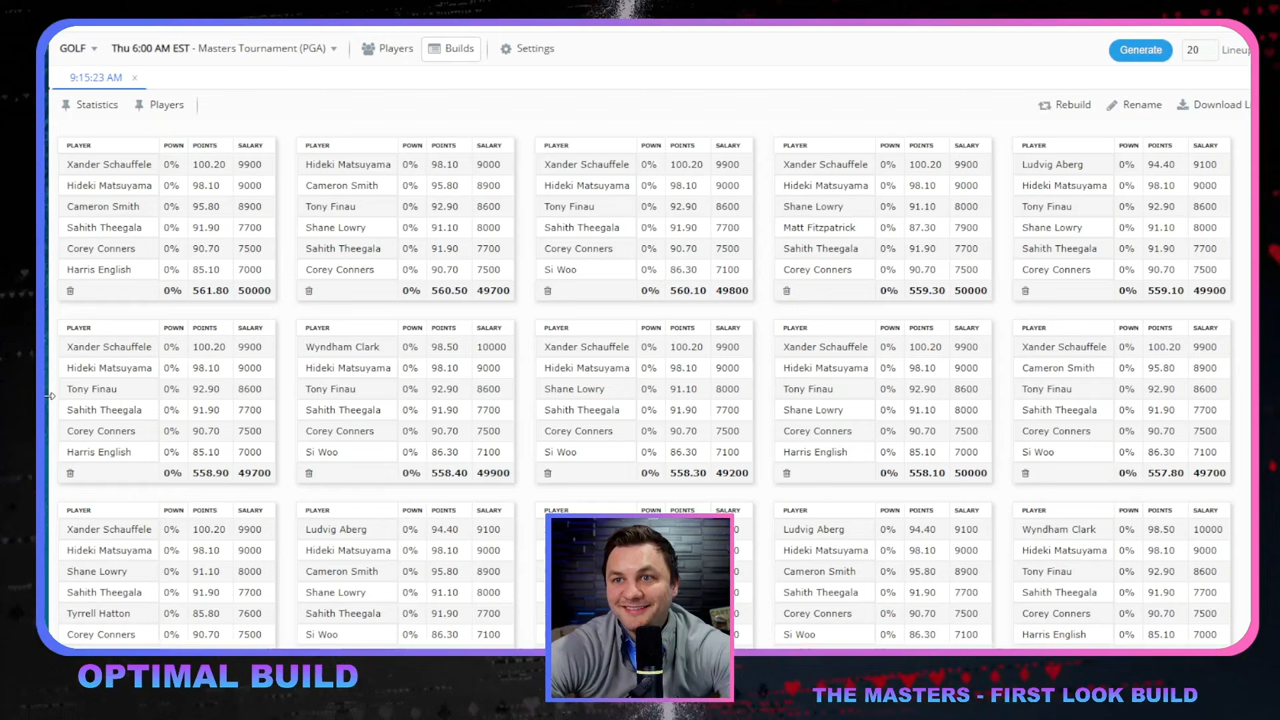 GOLF Thu 6:00 AM EST - Masters Tournament (PGA) Players Builds Settings Generate 20 Lineup
9:15:23 AM ×
Statistics Players Rebuild Rename Download L
PLAYER POWN POINTS SALARY PLAYER POWN POINTS SALARY PLAYER POWN POINTS SALARY PLAYER POWN POINTS SALARY PLAYER POWN POINTS SALARY
Xander Schauffele 0% 100.20 9900 Hideki Matsuyama 0% 98.10 9000 Xander Schauffele 0% 100.20 9900 Xander Schauffele 0% 100.20 9900 Ludvig Aberg 0% 94.40 9100
Hideki Matsuyama 0% 98.10 9000 Cameron Smith 0% 95.80 8900 Hideki Matsuyama 0% 98.10 9000 Hideki Matsuyama 0% 98.10 9000 Hideki Matsuyama 0% 98.10 9000
Cameron Smith 0% 95.80 8900 Tony Finau 0% 92.90 8600 Tony Finau 0% 92.90 8600 Shane Lowry 0% 91.10 8000 Tony Finau 0% 92.90 8600
Sahith Theegala 0% 91.90 7700 Shane Lowry 0% 91.10 8000 Sahith Theegala 0% 91.90 7700 Matt Fitzpatrick 0% 87.30 7900 Shane Lowry 0% 91.10 8000
Corey Conners 0% 90.70 7500 Sahith Theegala 0% 91.90 7700 Corey Conners 0% 90.70 7500 Sahith Theegala 0% 91.90 7700 Sahith Theegala 0% 91.90 7700
Harris English 0% 85.10 7000 Corey Conners 0% 90.70 7500 Si Woo 0% 86.30 7100 Corey Conners 0% 90.70 7500 Corey Conners 0% 90.70 7500
0% 561.80 50000 0% 560.50 49700 0% 560.10 49800 0% 559.30 50000 0% 559.10 49900
PLAYER POWN POINTS SALARY PLAYER POWN POINTS SALARY PLAYER POWN POINTS SALARY PLAYER POWN POINTS SALARY PLAYER POWN POINTS SALARY
Xander Schauffele 0% 100.20 9900 Wyndham Clark 0% 98.50 10000 Xander Schauffele 0% 100.20 9900 Xander Schauffele 0% 100.20 9900 Xander Schauffele 0% 100.20 9900
Hideki Matsuyama 0% 98.10 9000 Hideki Matsuyama 0% 98.10 9000 Hideki Matsuyama 0% 98.10 9000 Hideki Matsuyama 0% 98.10 9000 Cameron Smith 0% 95.80 8900
Tony Finau 0% 92.90 8600 Tony Finau 0% 92.90 8600 Shane Lowry 0% 91.10 8000 Tony Finau 0% 92.90 8600 Tony Finau 0% 92.90 8600
Sahith Theegala 0% 91.90 7700 Sahith Theegala 0% 91.90 7700 Sahith Theegala 0% 91.90 7700 Shane Lowry 0% 91.10 8000 Sahith Theegala 0% 91.90 7700
Corey Conners 0% 90.70 7500 Corey Conners 0% 90.70 7500 Corey Conners 0% 90.70 7500 Corey Conners 0% 90.70 7500 Corey Conners 0% 90.70 7500
Harris English 0% 85.10 7000 Si Woo 0% 86.30 7100 Si Woo 0% 86.30 7100 Harris English 0% 85.10 7000 Si Woo 0% 86.30 7100
0% 558.90 49700 0% 558.40 49900 0% 558.30 49200 0% 558.10 50000 0% 557.80 49700
PLAYER POWN POINTS SALARY PLAYER POWN POINTS SALARY PLAYER POWN POINTS SALARY PLAYER POWN POINTS SALARY PLAYER POWN POINTS SALARY
Xander Schauffele 0% 100.20 9900 Ludvig Aberg 0% 94.40 9100 Ludvig Aberg 0% 94.40 9100 Wyndham Clark 0% 98.50 10000
Hideki Matsuyama 0% 98.10 9000 Hideki Matsuyama 0% 98.10 9000 Hideki Matsuyama 0% 98.10 9000 Hideki Matsuyama 0% 98.10 9000
Shane Lowry 0% 91.10 8000 Cameron Smith 0% 95.80 8900 Cameron Smith 0% 95.80 8900 Tony Finau 0% 92.90 8600
Sahith Theegala 0% 91.90 7700 Shane Lowry 0% 91.10 8000 Sahith Theegala 0% 91.90 7700 Sahith Theegala 0% 91.90 7700
Tyrrell Hatton 0% 85.80 7600 Sahith Theegala 0% 91.90 7700 Corey Conners 0% 90.70 7500 Corey Conners 0% 90.70 7500
Corey Conners 0% 90.70 7500 Si Woo 0% 86.30 7100 Si Woo 0% 86.30 7100 Harris English 0% 85.10 7000
OPTIMAL BUILD
THE MASTERS - FIRST LOOK BUILD